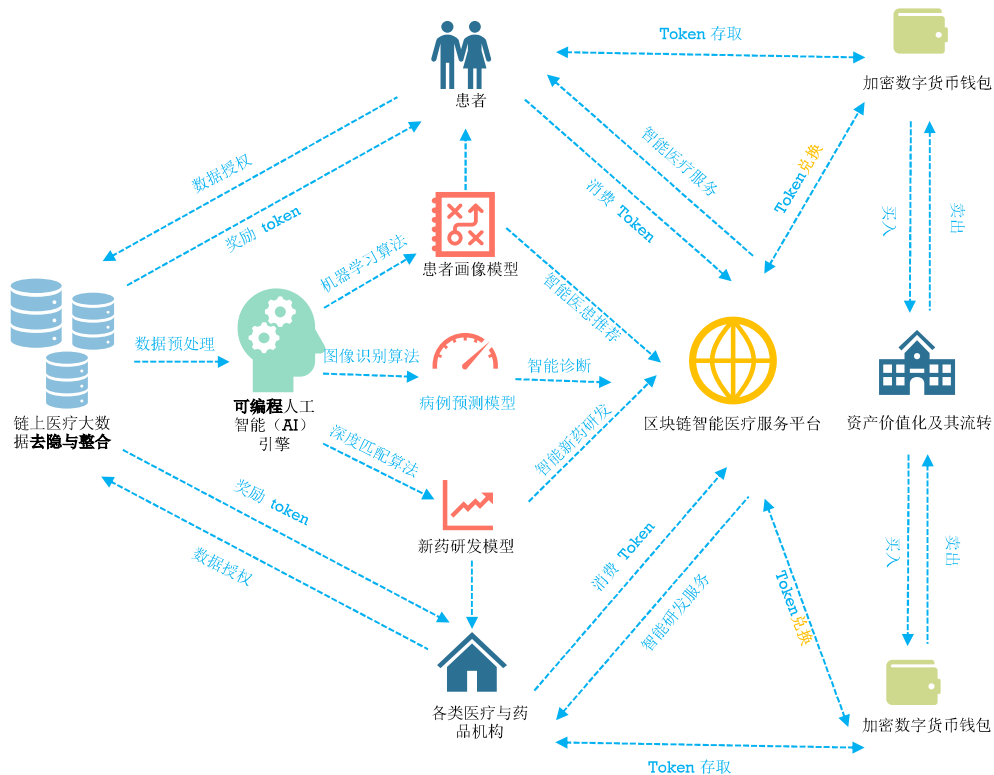 Token 存取
患者
加密数字货币钱包
数据授权
奖励 token
智能医疗服务
消费 Token
Token兑换
买入
卖出
机器学习算法
患者画像模型
智能医患推荐
数据预处理
图像识别算法
智能诊断
病例预测模型
链上医疗大数
据去隐与整合
可编程人工
智能（AI）
引擎
区块链智能医疗服务平台
资产价值化及其流转
深度匹配算法
智能新药研发
新药研发模型
奖励 token
数据授权
消费 Token
智能研发服务
Token兑换
买入
卖出
各类医疗与药
品机构
加密数字货币钱包
Token 存取